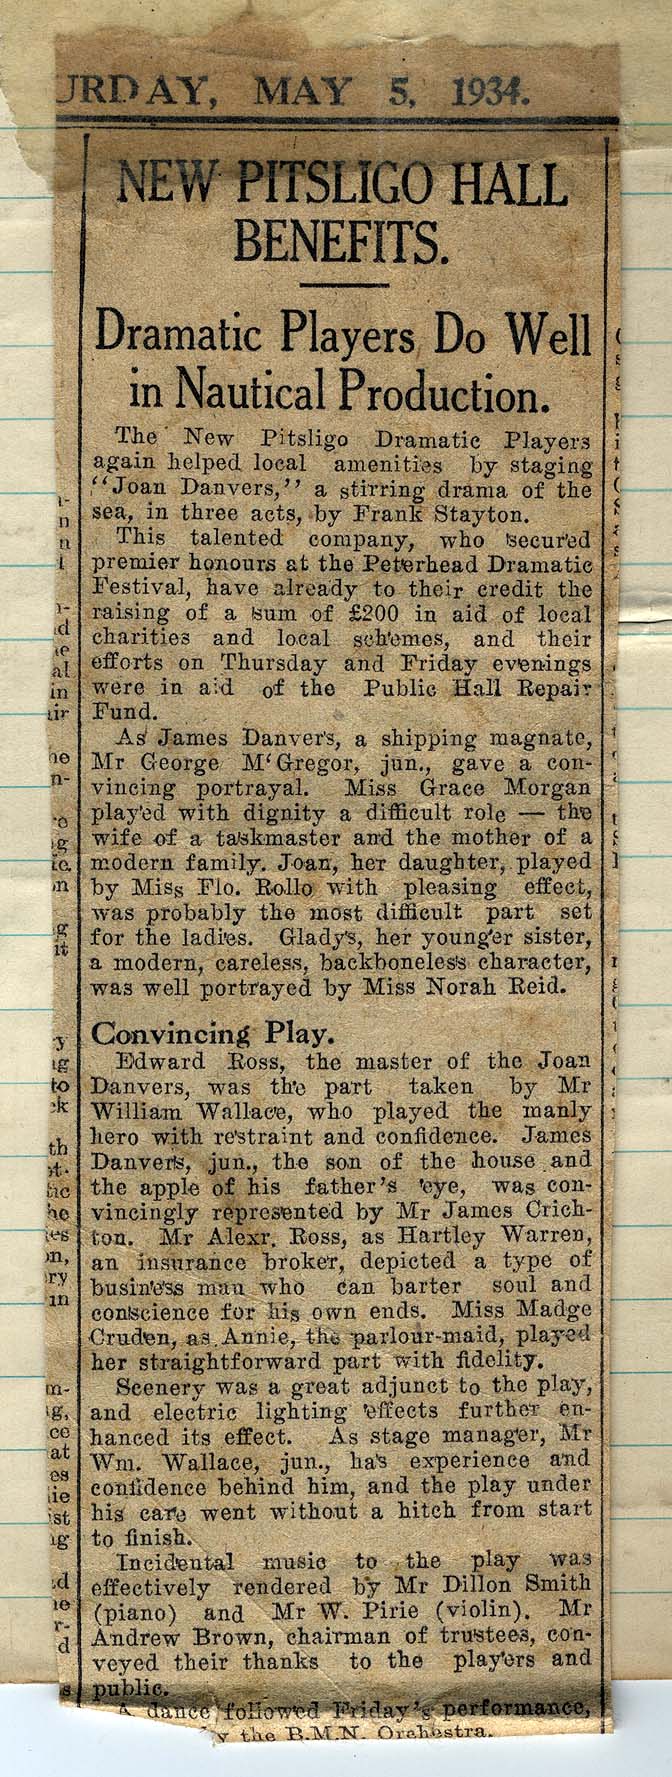 URDAY, MAY 5, 1934.
NEW PITSLIGO HALL
BENEFITS.
Dramatic Players Do Well
in Nautical Production.
The New Pitsligo Dramatic Players
again helped local amenities by staging
"Joan Danvers," a stirring drama of the
sea, in three acts, by Frank Stayton.
This talented company, who secured
premier honours at the Peterhead Dramatic
Festival, have already to their credit the
raising of a sum of £200 in aid of local
charities and local schemes, and their
efforts on Thursday and Friday evenings
were in aid of the Public Hall Repair
Fund.
As James Danvers, a shipping magnate,
Mr George M'Gregor, jun., gave a con-
vincing portrayal. Miss Grace Morgan
played with dignity a difficult role — the
wife of a taskmaster and the mother of a
modern family. Joan, her daughter, played
by Miss Flo. Rollo with pleasing effect,
was probably the most difficult part set
for the ladies. Gladys, her younger sister,
a modern, careless, backboneless character,
was well portrayed by Miss Norah Reid.
Convincing Play.
Edward Ross, the master of the Joan
Danvers, was the part taken by Mr
William Wallace, who played the manly
hero with restraint and confidence. James
Danvers, jun., the son of the house and
the apple of his father's eye, was con-
vincingly represented by Mr James Crich-
ton. Mr Alexr. Ross, as Hartley Warren,
an insurance broker, depicted a type of
business man who can barter soul and
conscience for his own ends. Miss Madge
Cruden, as Annie, the parlour-maid, played
her straightforward part with fidelity.
Scenery was a great adjunct to the play,
and electric lighting effects further en-
hanced its effect. As stage manager, Mr
Wm. Wallace, jun., has experience and
confidence behind him, and the play under
his care went without a hitch from start
to finish.
Incidental music to the play was
effectively rendered by Mr Dillon Smith
(piano) and Mr W. Pirie (violin). Mr
Andrew Brown, chairman of trustees, con-
veyed their thanks to the players and
public.
A dance followed Friday's performance,
by the B.M.N. Orchestra.